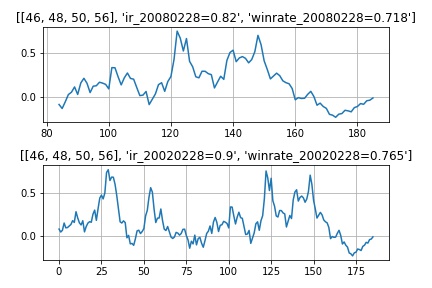 [[46, 48, 50, 56], 'ir_20080228=0.82', 'winrate_20080228=0.718']
0.5
0.0
80 100 120 140 160 180
[[46, 48, 50, 56], 'ir_20020228=0.9', 'winrate_20020228=0.765']
0.5
0.0
0 25 50 75 100 125 150 175